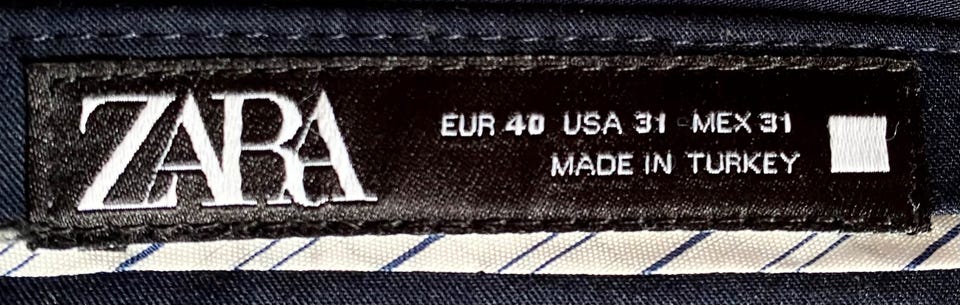 ZARA
EUR 40 USA 31 MEX 31
MADE IN TURKEY